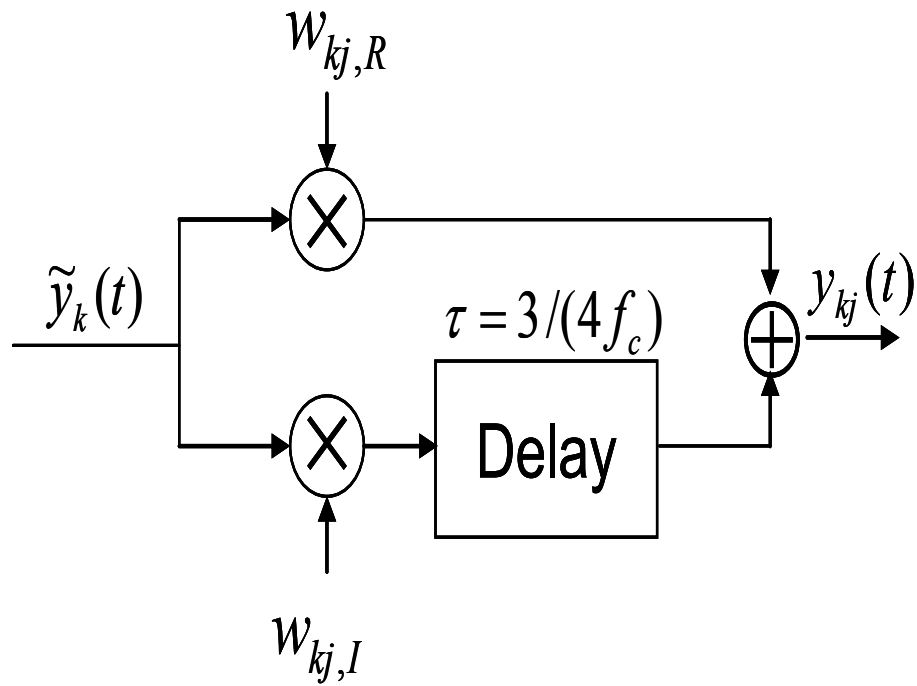 w_{kj,R}
ỹ_k(t)
τ = 3/(4f_c)
y_{kj}(t)
Delay
w_{kj,I}